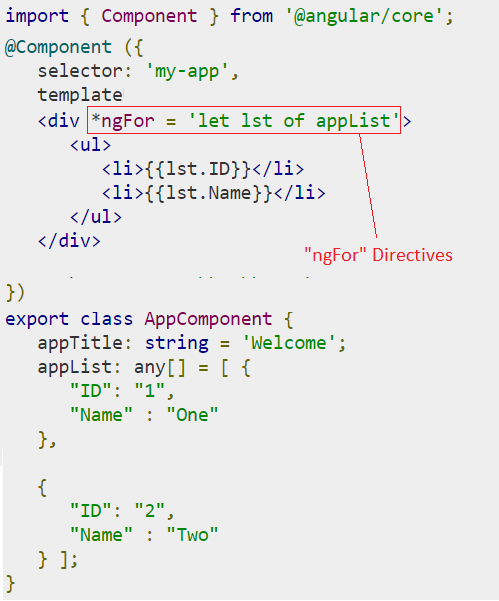 import { Component } from '@angular/core';
@Component ({
selector: 'my-app',
template
<div *ngFor = 'let lst of appList'>
<ul>
<li>{{lst.ID}}</li>
<li>{{lst.Name}}</li>
</ul>
</div>
"ngFor" Directives
})
export class AppComponent {
appTitle: string = 'Welcome';
appList: any[] = [ {
"ID": "1",
"Name" : "One"
},
{
"ID": "2",
"Name" : "Two"
} ];
}